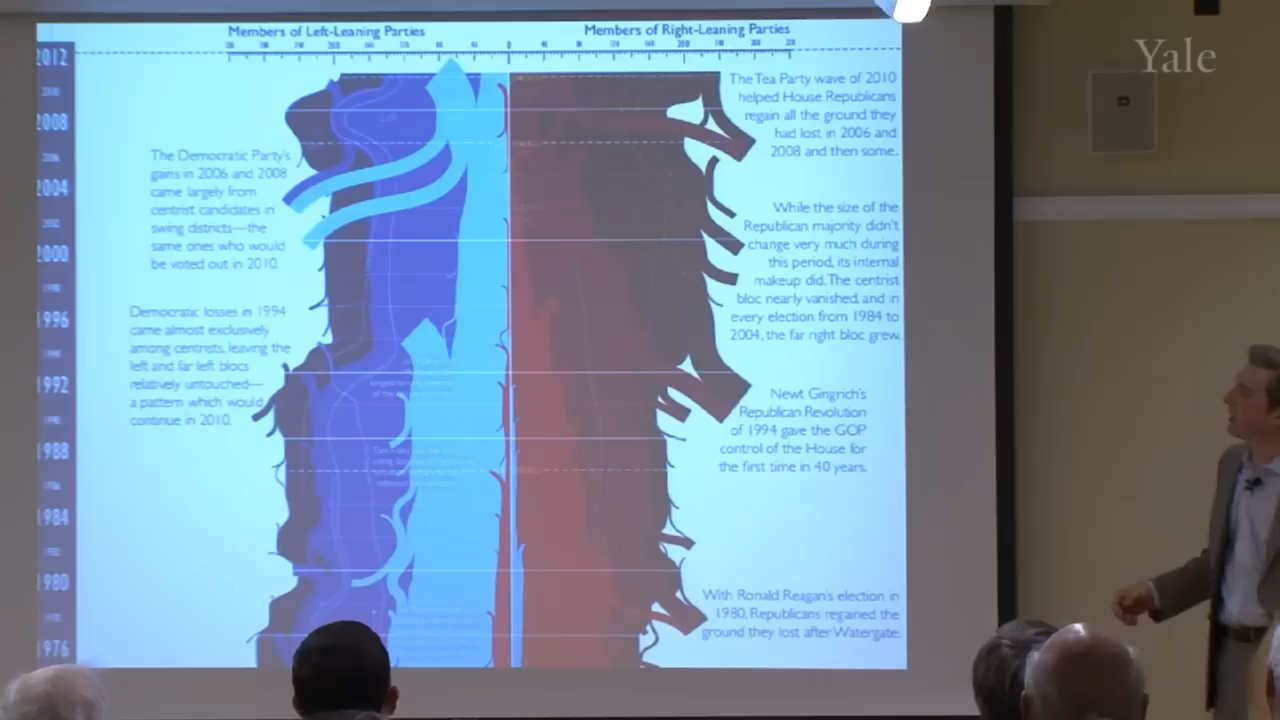 Members of Left-Leaning Parties
Members of Right-Leaning Parties
Yale
2012
2010
2008
2006
2004
2002
2000
1998
1996
1992
1988
1984
1980
1976
The Tea Party wave of 2010
helped House Republicans
regain all the ground they
had lost in 2006 and
2008 and then some.
The Democratic Party's
gains in 2006 and 2008
came largely from
centrist candidates in
swing districts—the
same ones who would
be voted out in 2010.
While the size of the
Republican majority didn't
change very much during
this period, its internal
makeup did. The centrist
bloc nearly vanished, and in
every election from 1984 to
2004, the far right bloc grew.
Democratic losses in 1994
came almost exclusively
among centrists, leaving the
left and far left blocs
relatively untouched—
a pattern which would
continue in 2010.
Newt Gingrich's
Republican Revolution
of 1994 gave the GOP
control of the House for
the first time in 40 years.
With Ronald Reagan's election in
1980, Republicans regained the
ground they lost after Watergate.